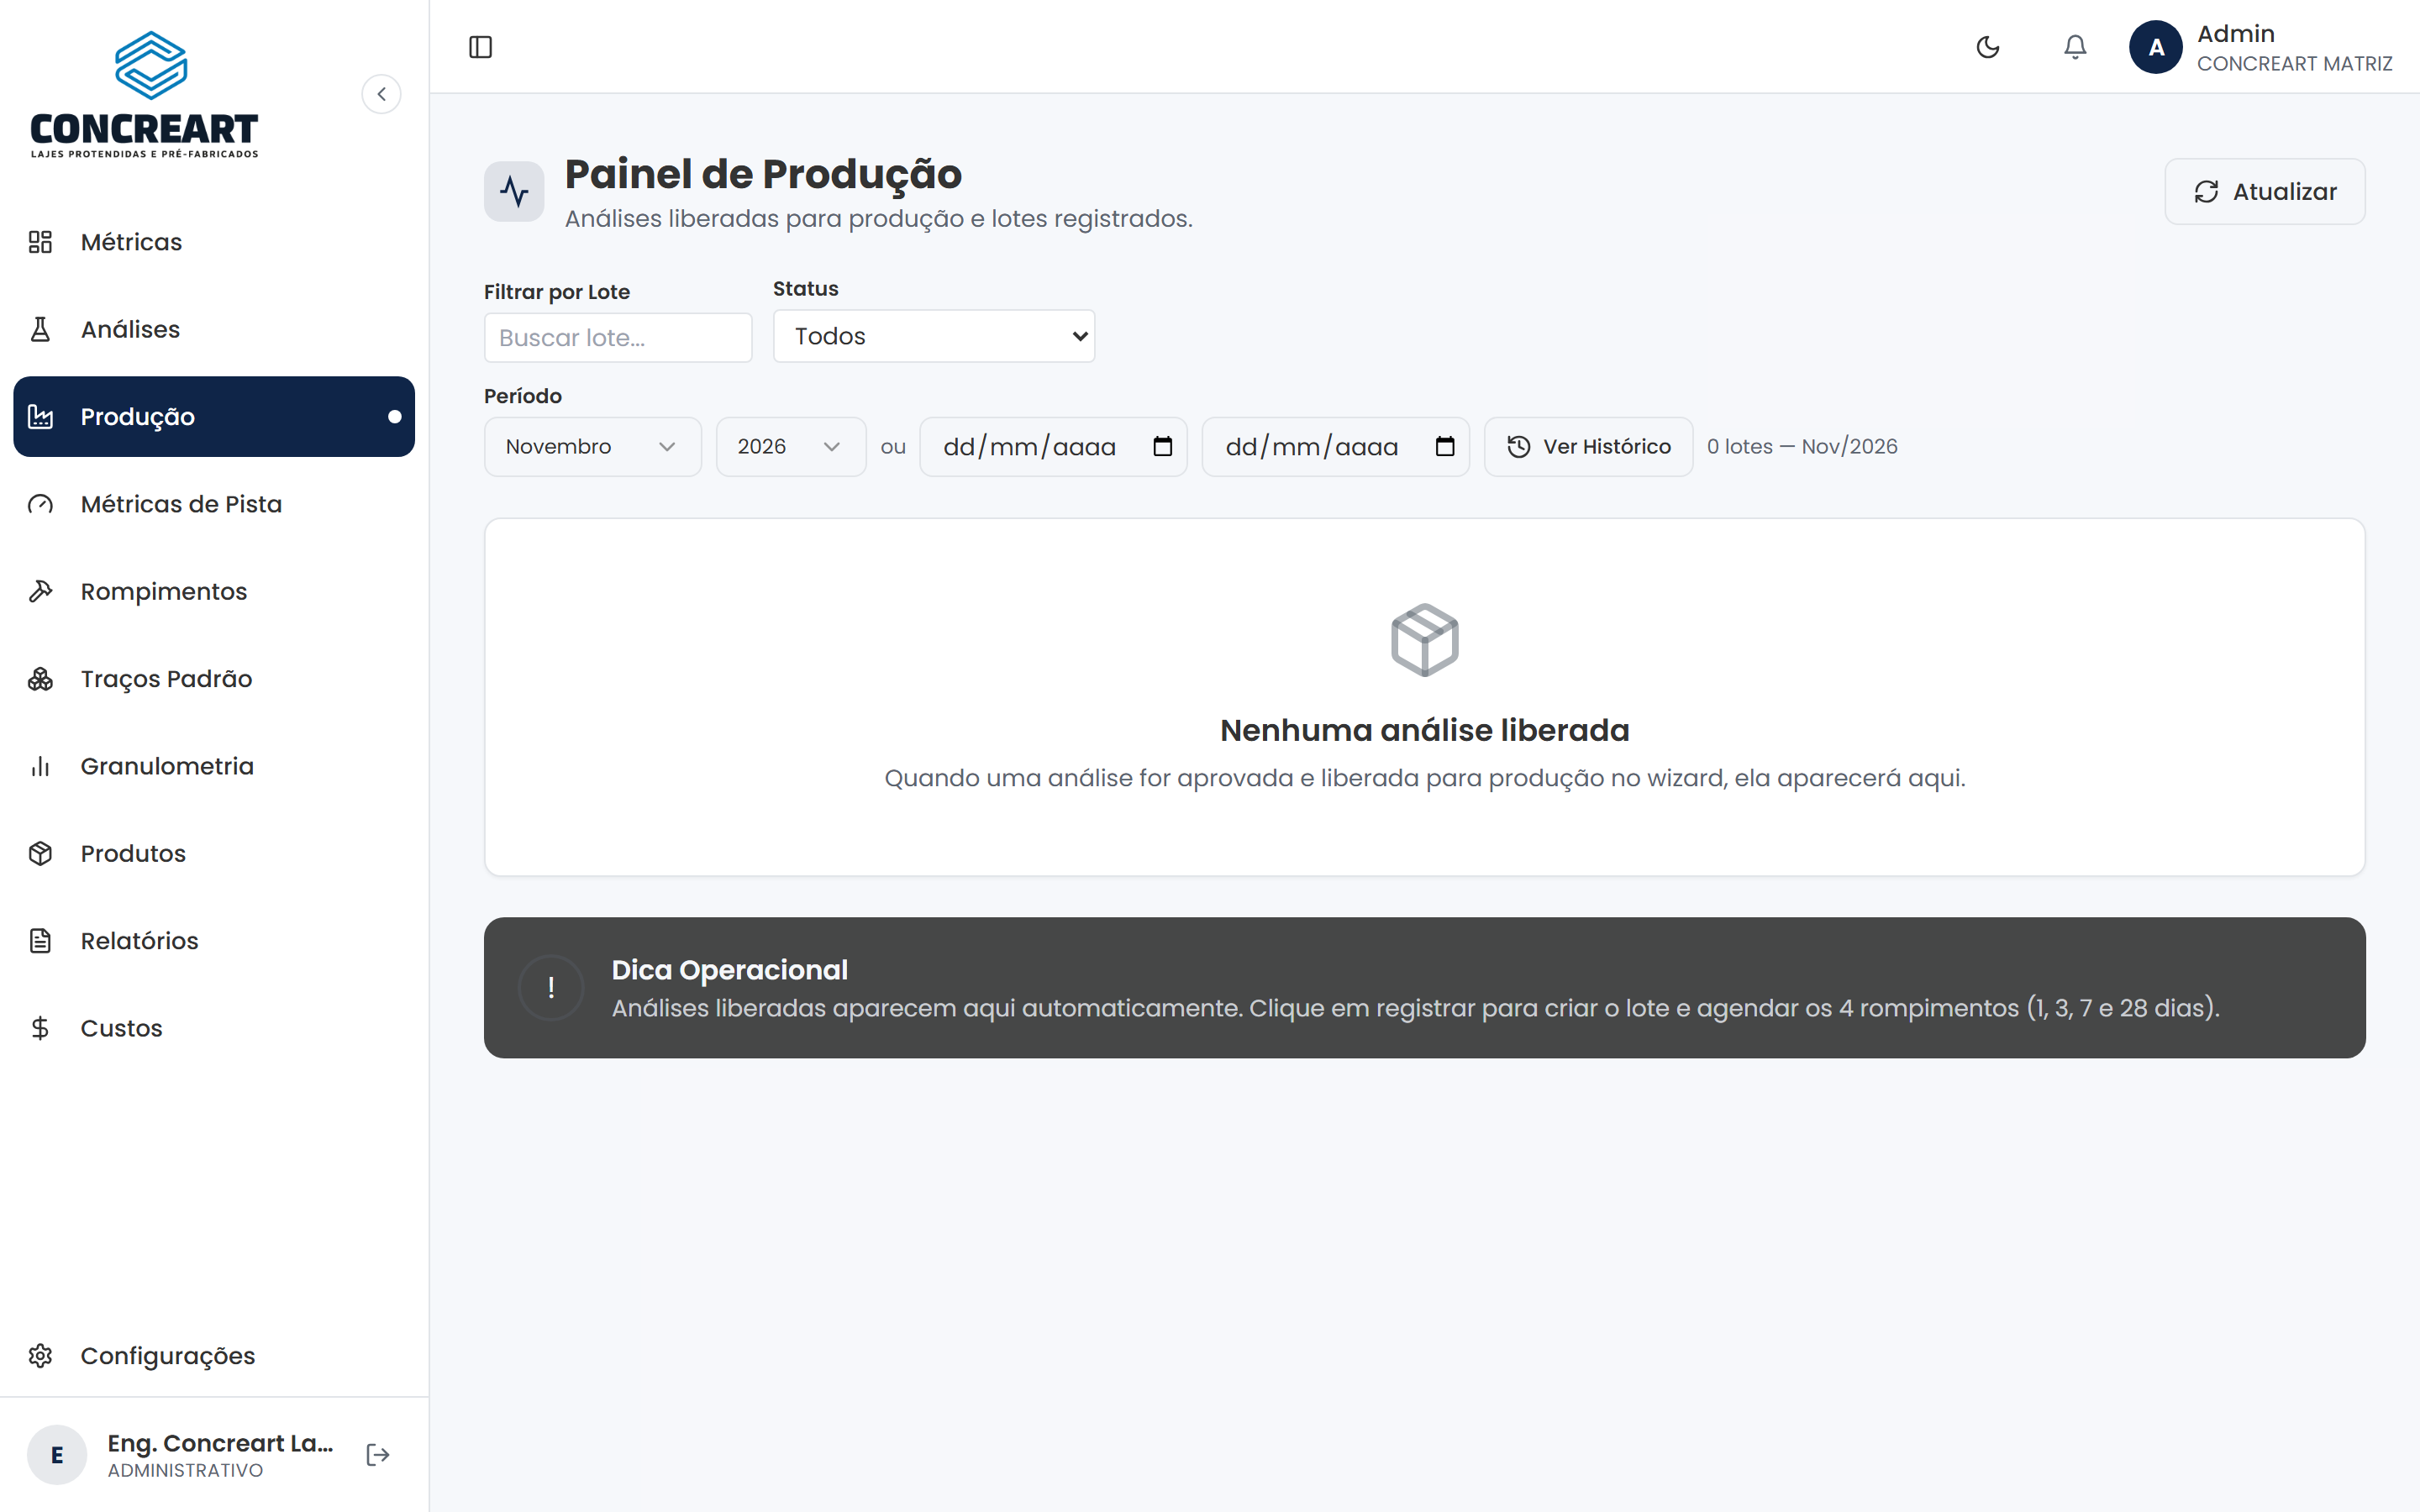 CONCREART
LAJES PROTENDIDAS E PRÉ-FABRICADOS
Métricas
Análises
Produção
Métricas de Pista
Rompimentos
Traços Padrão
Granulometria
Produtos
Relatórios
Custos
Configurações
E
Eng. Concreart La...
ADMINISTRATIVO
A
Admin
CONCREART MATRIZ
Painel de Produção
Análises liberadas para produção e lotes registrados.
Atualizar
Filtrar por Lote
Status
Buscar lote...
Todos
Período
Novembro
2026
ou
dd/mm/aaaa
dd/mm/aaaa
Ver Histórico
0 lotes — Nov/2026
Nenhuma análise liberada
Quando uma análise for aprovada e liberada para produção no wizard, ela aparecerá aqui.
!
Dica Operacional
Análises liberadas aparecem aqui automaticamente. Clique em registrar para criar o lote e agendar os 4 rompimentos (1, 3, 7 e 28 dias).